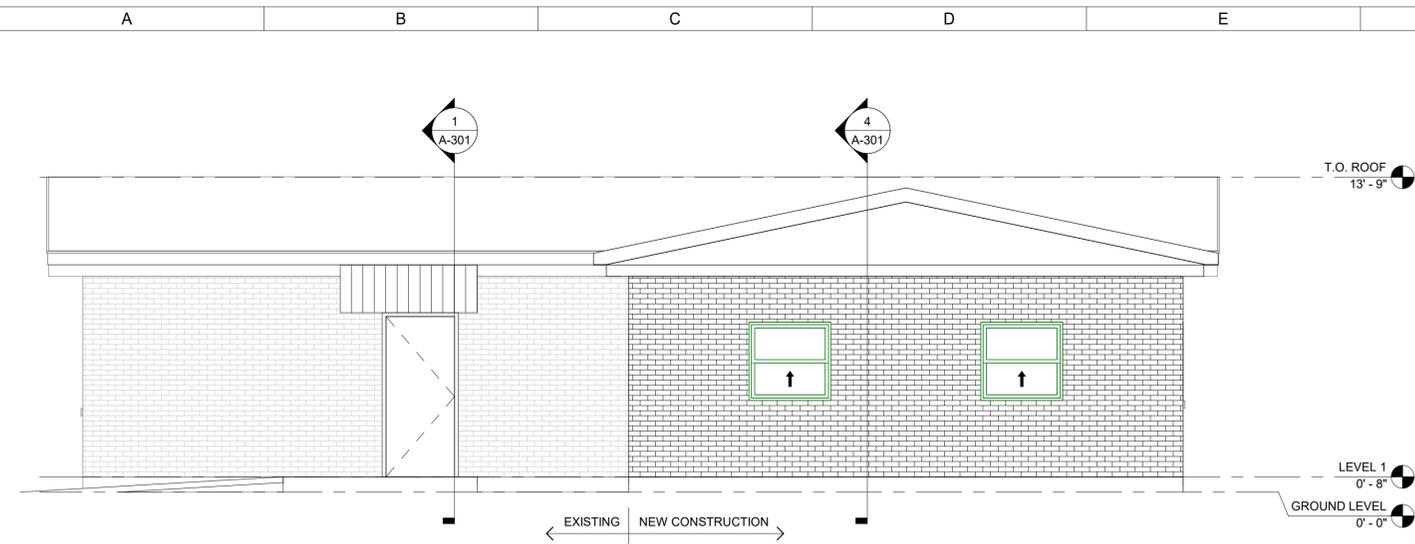 A B C D E
1
A-301
4
A-301
T.O. ROOF
13' - 9"
LEVEL 1
0' - 8"
GROUND LEVEL
0' - 0"
EXISTING NEW CONSTRUCTION